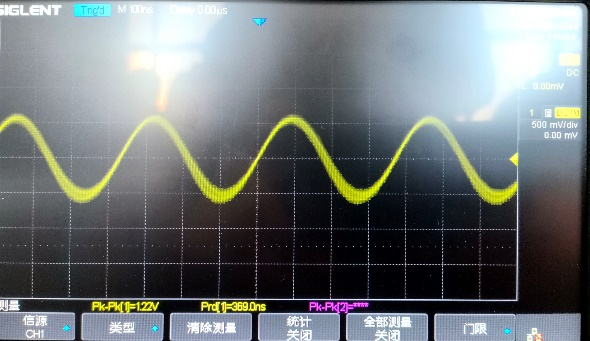 SIGLENT Trig'd M 100ns Delay 0.00µs
DC
L 0.00mV
1
500 mV/div
0.00 mV
测量 Pk-Pk[1]=1.22V Prd[1]=369.0ns Pk-Pk[2]=****
信源
CH1
类型
清除测量
统计
关闭
全部测量
关闭
门限